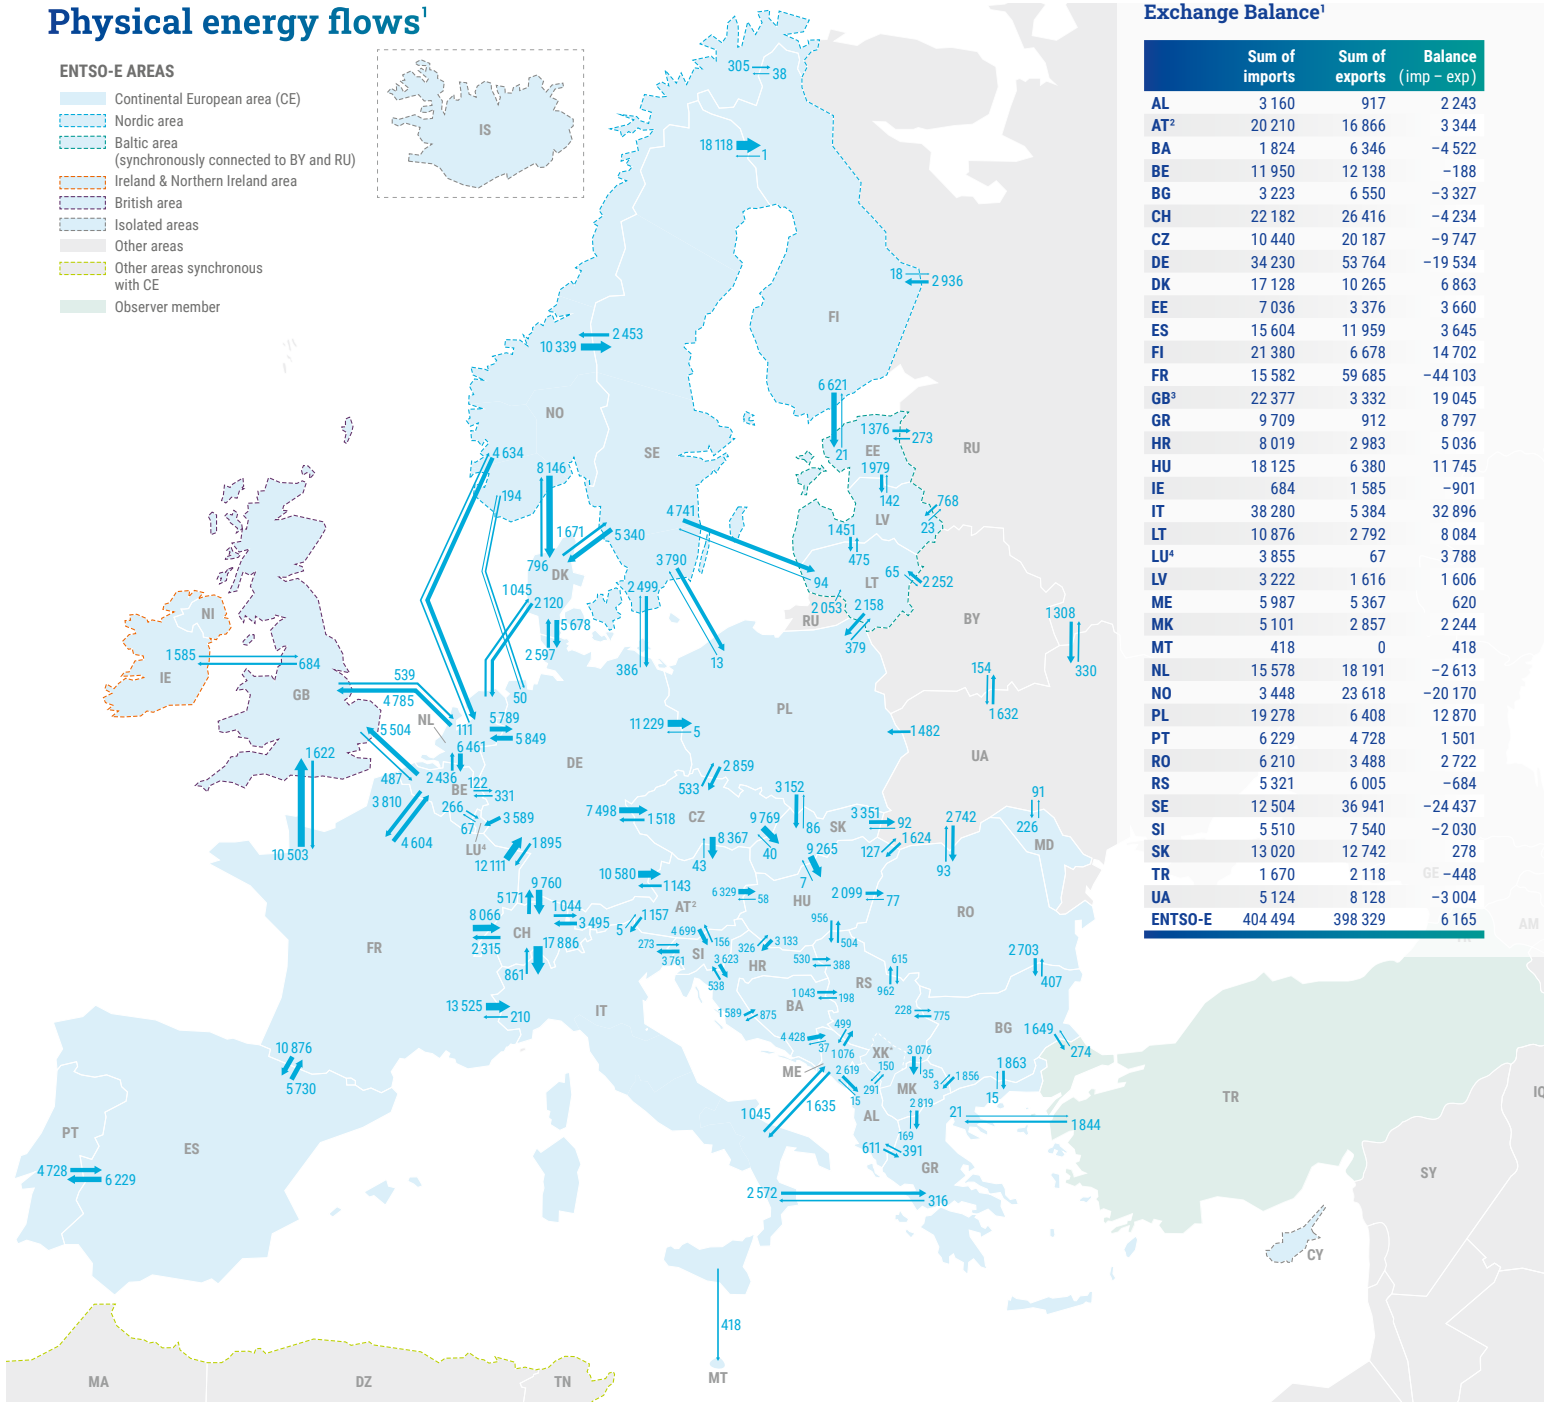 Physical energy flows¹
ENTSO-E AREAS
Continental European area (CE)
Nordic area
Baltic area
(synchronously connected to BY and RU)
Ireland & Northern Ireland area
British area
Isolated areas
Other areas
Other areas synchronous
with CE
Observer member
IS
305
38
18 118
1
18
2 936
FI
2 453
10 339
NO
SE
6 621
21
1 376
273
EE
RU
1 979
142
LV
768
23
4 634
8 146
194
4 741
1 671
5 340
796
DK
3 790
94
1 451
475
65
2 252
LT
2 053
2 158
RU
379
BY
1 308
330
154
1 632
1 045
2 120
2 499
5 678
2 597
386
13
50
NI
IE
1 585
684
GB
539
4 785
NL
111
5 789
5 849
11 229
5
PL
1 482
UA
5 504
487
1 622
10 503
6 461
2 436
BE
122
331
DE
3 810
4 604
266
67
3 589
LU⁴
12 111
1 895
2 859
533
7 498
1 518
CZ
9 769
40
3 152
86
SK
3 351
92
1 624
127
2 742
93
91
226
MD
8 367
43
9 265
7
10 580
1 143
6 329
58
HU
2 099
77
RO
AT²
5 171
9 760
1 044
3 495
8 066
2 315
CH
17 886
861
1 157
5
FR
4 699
156
273
3 761
SI
3 623
538
326
3 133
HR
956
504
530
388
615
962
RS
2 703
407
13 525
210
IT
1 043
198
BA
1 589
875
228
775
BG
1 649
274
4 428
37
499
1 076
XK*
ME
2 619
15
150
291
3 076
35
MK
3
1 856
1 863
15
AL
2 819
169
21
1 844
1 045
1 635
611
391
GR
2 572
316
10 876
5 730
PT
ES
4 728
6 229
TR
SY
IQ
CY
418
MT
MA
DZ
TN
GE
AM
Exchange Balance¹
Sum of imports Sum of exports Balance (imp – exp)
AL 3 160 917 2 243
AT² 20 210 16 866 3 344
BA 1 824 6 346 −4 522
BE 11 950 12 138 −188
BG 3 223 6 550 −3 327
CH 22 182 26 416 −4 234
CZ 10 440 20 187 −9 747
DE 34 230 53 764 −19 534
DK 17 128 10 265 6 863
EE 7 036 3 376 3 660
ES 15 604 11 959 3 645
FI 21 380 6 678 14 702
FR 15 582 59 685 −44 103
GB³ 22 377 3 332 19 045
GR 9 709 912 8 797
HR 8 019 2 983 5 036
HU 18 125 6 380 11 745
IE 684 1 585 −901
IT 38 280 5 384 32 896
LT 10 876 2 792 8 084
LU⁴ 3 855 67 3 788
LV 3 222 1 616 1 606
ME 5 987 5 367 620
MK 5 101 2 857 2 244
MT 418 0 418
NL 15 578 18 191 −2 613
NO 3 448 23 618 −20 170
PL 19 278 6 408 12 870
PT 6 229 4 728 1 501
RO 6 210 3 488 2 722
RS 5 321 6 005 −684
SE 12 504 36 941 −24 437
SI 5 510 7 540 −2 030
SK 13 020 12 742 278
TR 1 670 2 118 −448
UA 5 124 8 128 −3 004
ENTSO-E 404 494 398 329 6 165